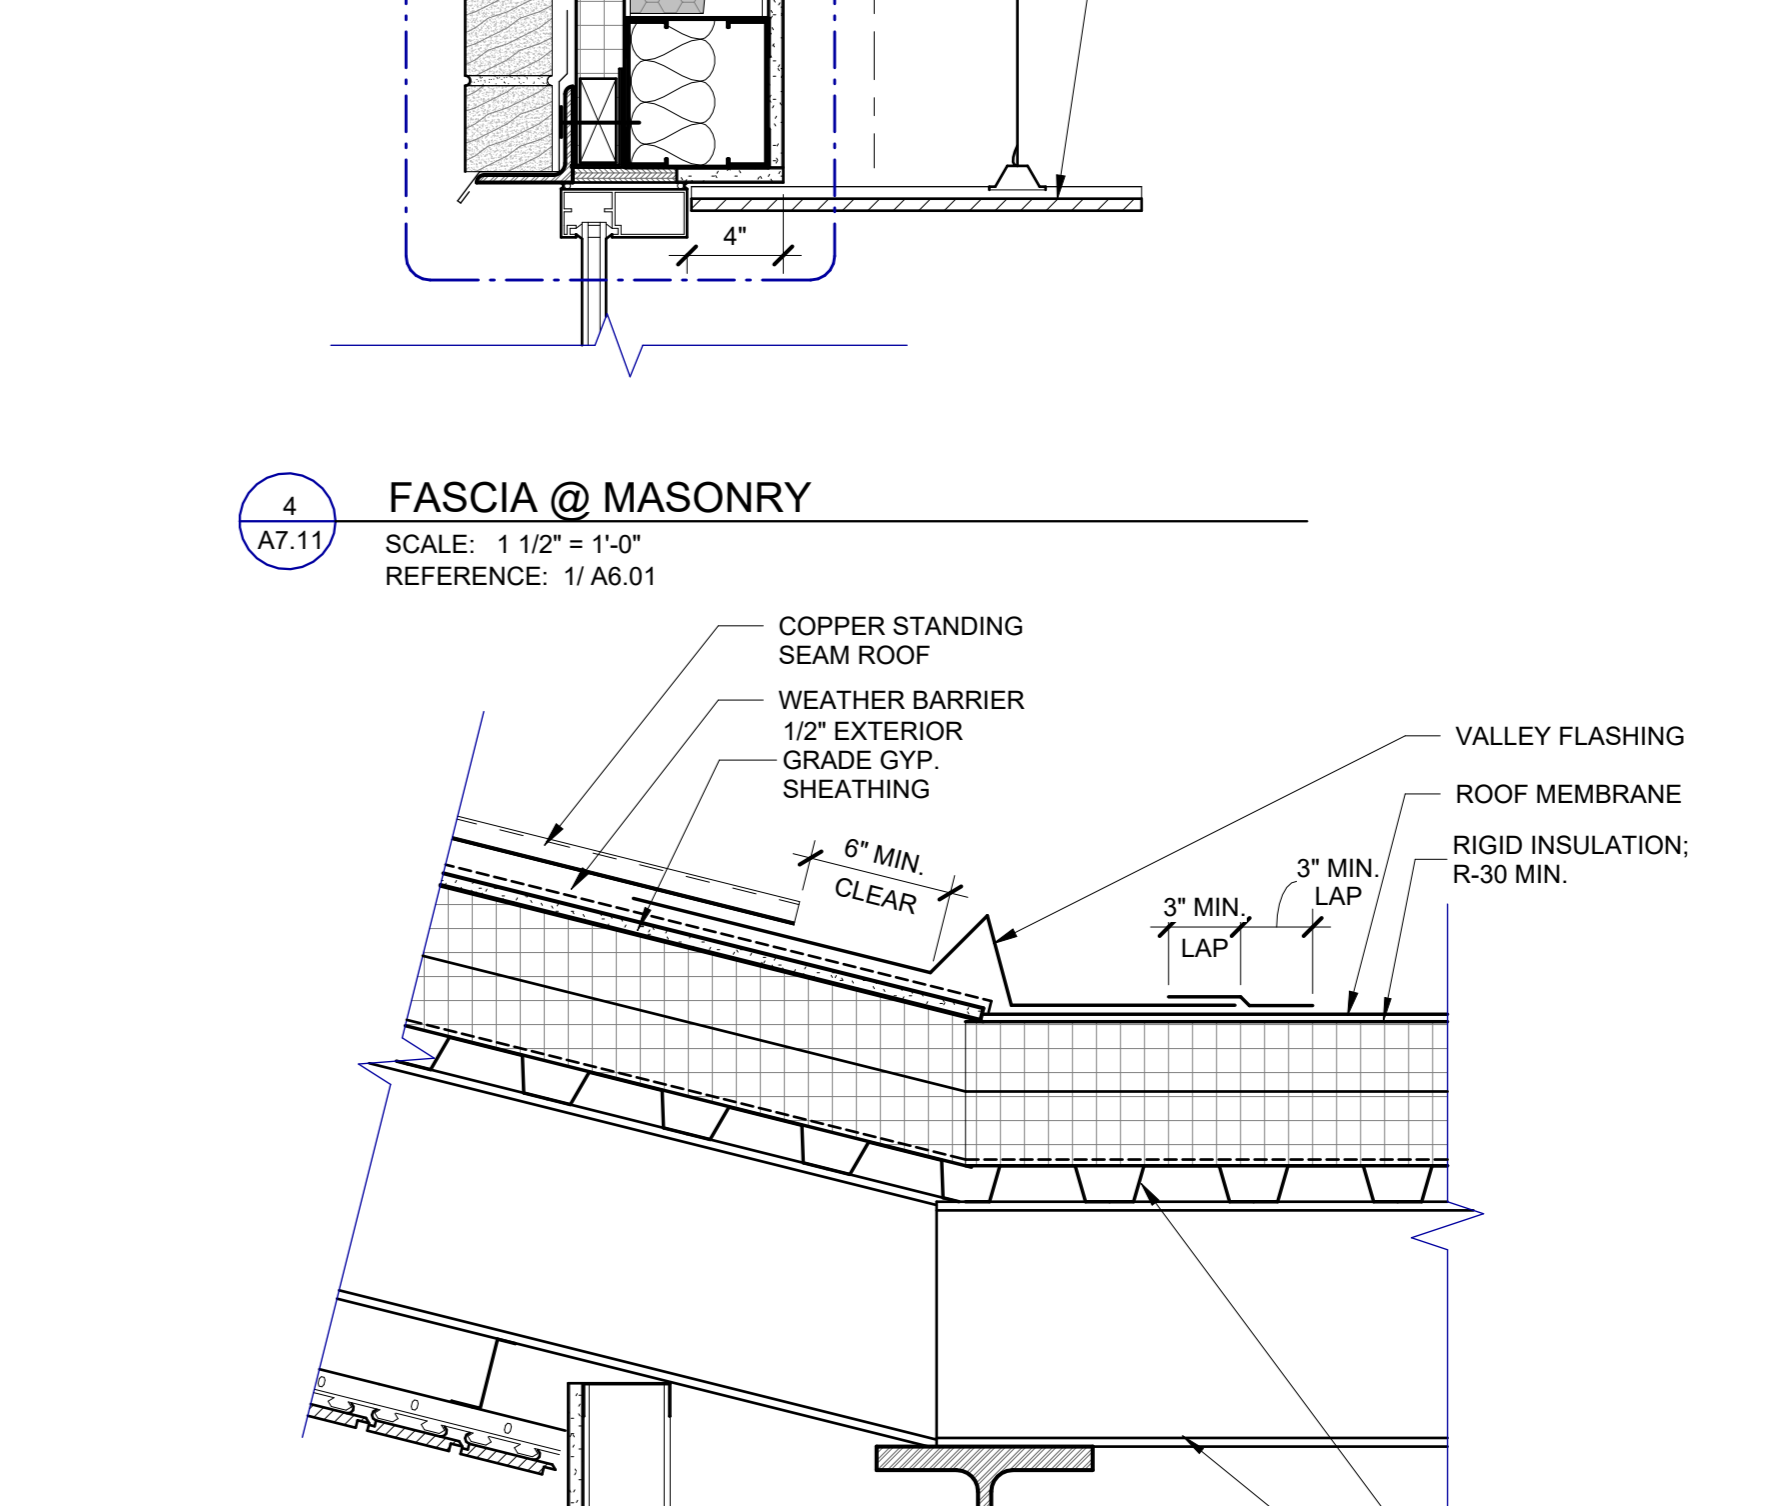 4"
4
A7.11
FASCIA @ MASONRY
SCALE: 1 1/2" = 1'-0"
REFERENCE: 1/ A6.01
COPPER STANDING
SEAM ROOF
WEATHER BARRIER
1/2" EXTERIOR
GRADE GYP.
SHEATHING
6" MIN.
CLEAR
VALLEY FLASHING
ROOF MEMBRANE
RIGID INSULATION;
R-30 MIN.
3" MIN.
LAP
3" MIN.
LAP